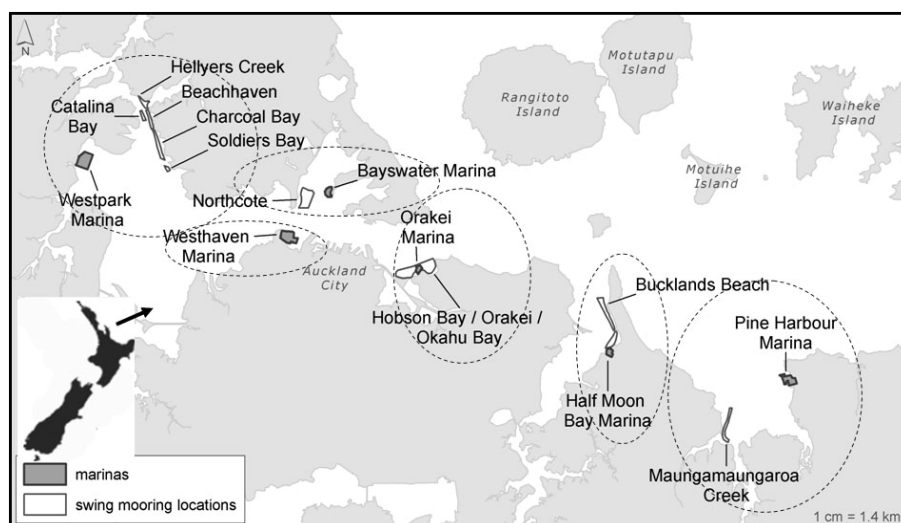 N
Hellyers Creek
Beachhaven
Catalina
Bay
Charcoal Bay
Soldiers Bay
Westpark
Marina
Northcote
Bayswater Marina
Westhaven
Marina
Auckland
City
Orakei
Marina
Hobson Bay / Orakei /
Okahu Bay
Rangitoto
Island
Motutapu
Island
Motuihe
Island
Waiheke
Island
Bucklands Beach
Half Moon
Bay Marina
Pine Harbour
Marina
Maungamaungaroa
Creek
marinas
swing mooring locations
1 cm = 1.4 km